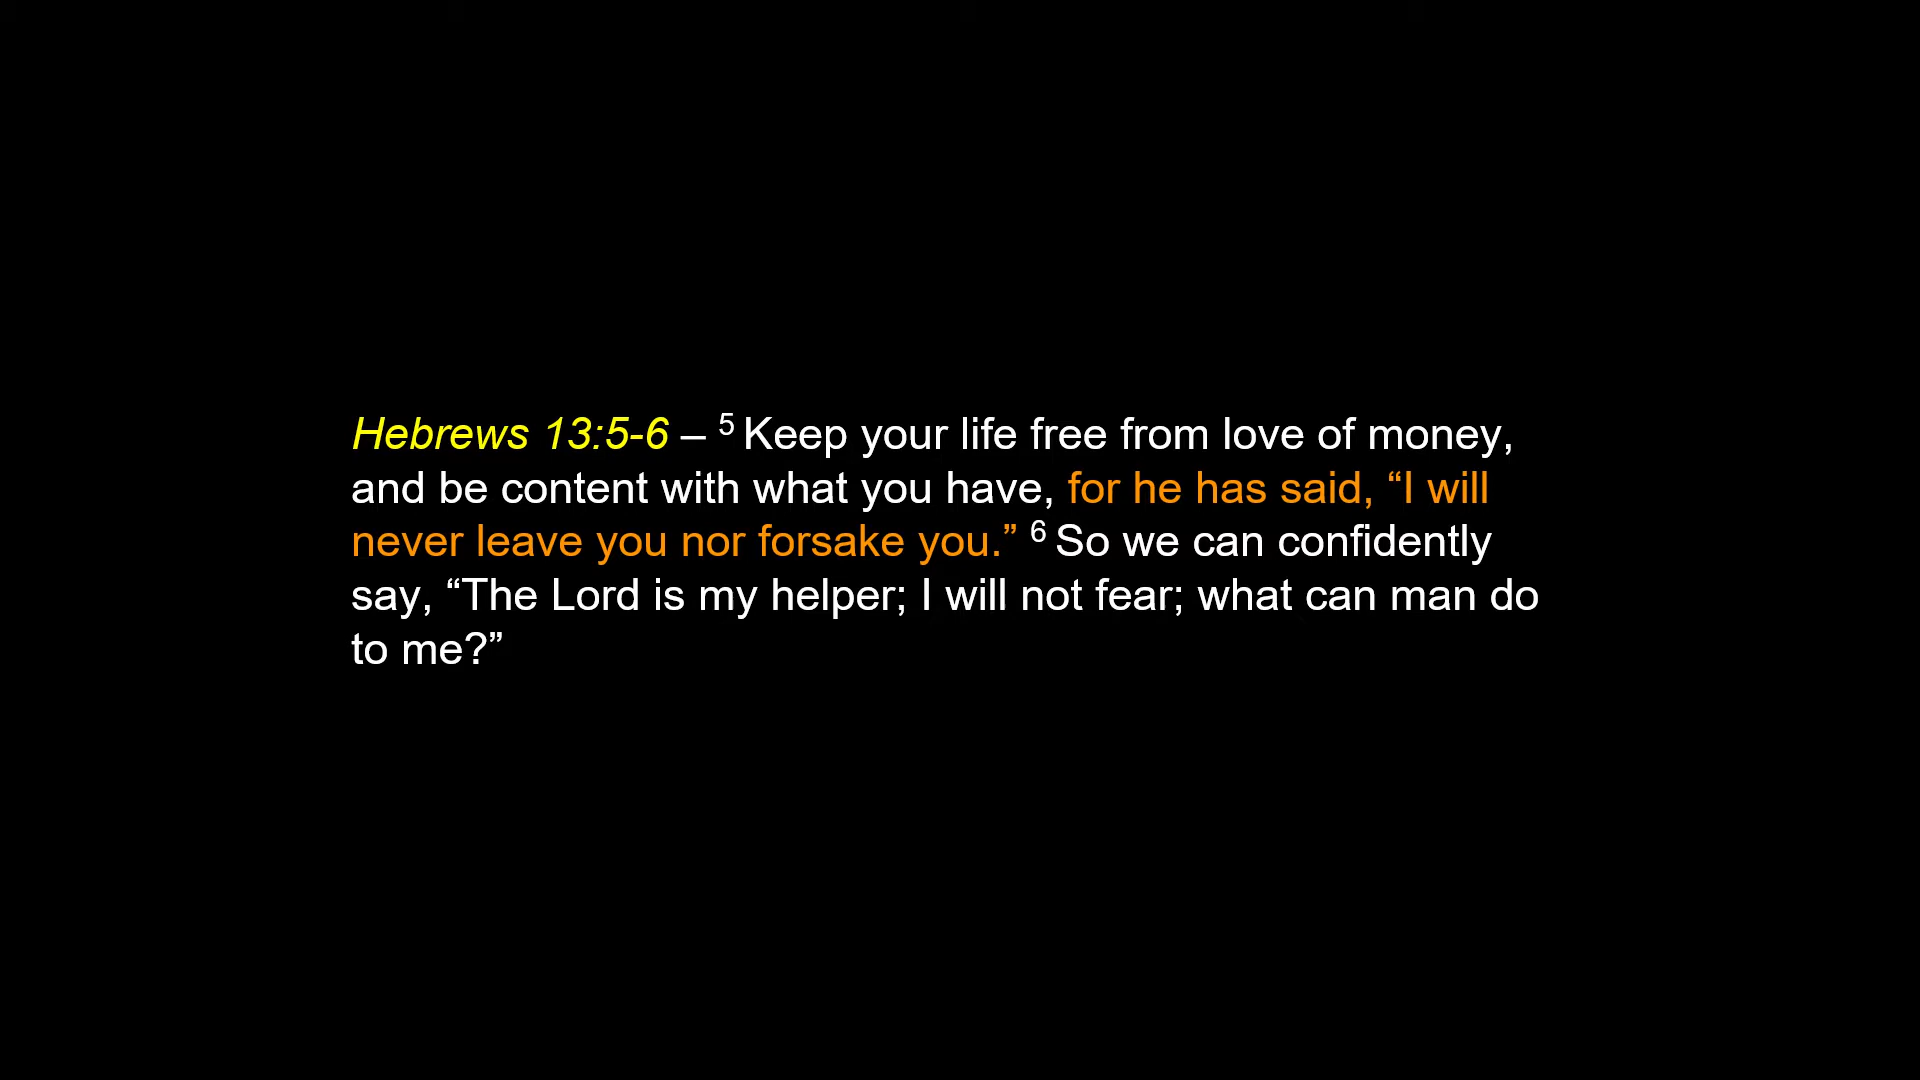 Hebrews 13:5-6 – ⁵ Keep your life free from love of money,
and be content with what you have, for he has said, “I will
never leave you nor forsake you.” ⁶ So we can confidently
say, “The Lord is my helper; I will not fear; what can man do
to me?”